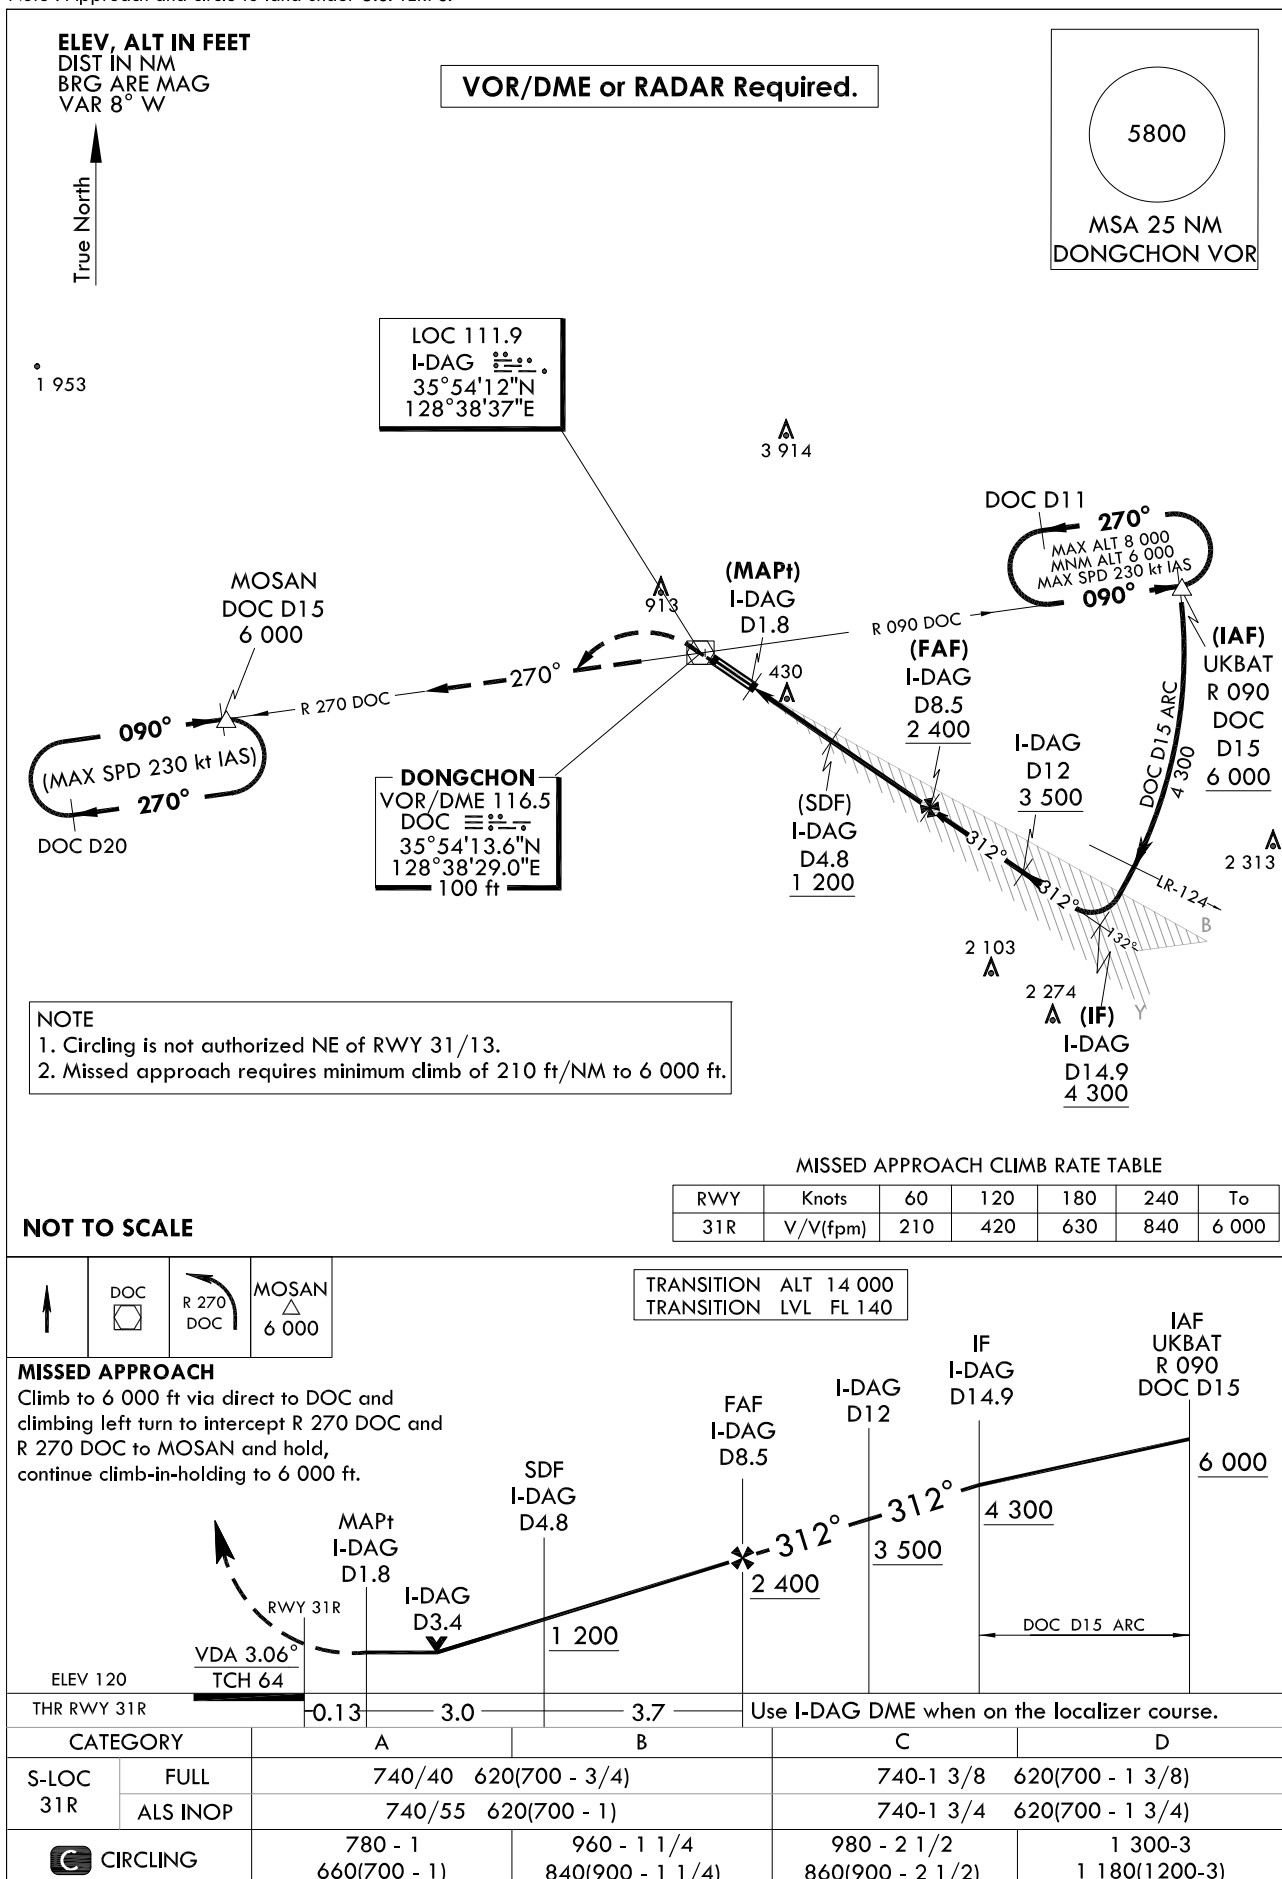 ELEV, ALT IN FEET
DIST IN NM
BRG ARE MAG
VAR 8° W
True North
VOR/DME or RADAR Required.
5800
MSA 25 NM
DONGCHON VOR
LOC 111.9
I-DAG
35°54'12"N
128°38'37"E
1 953
3 914
DOC D11
270°
MAX ALT 8 000
MNM ALT 6 000
MAX SPD 230 kt IAS
090°
MOSAN
DOC D15
6 000
913
(MAPt)
I-DAG
D1.8
R 090 DOC
(IAF)
UKBAT
R 090
DOC
D15
6 000
(FAF)
I-DAG
D8.5
2 400
430
270°
R 270 DOC
090°
(MAX SPD 230 kt IAS)
270°
DOC D20
DONGCHON
VOR/DME 116.5
DOC
35°54'13.6"N
128°38'29.0"E
100 ft
I-DAG
D12
3 500
DOC D15 ARC
4 300
(SDF)
I-DAG
D4.8
1 200
312°
312°
2 313
LR-124
B
132°
2 103
2 274
Y
(IF)
I-DAG
D14.9
4 300
NOTE
1. Circling is not authorized NE of RWY 31/13.
2. Missed approach requires minimum climb of 210 ft/NM to 6 000 ft.
NOT TO SCALE
MISSED APPROACH CLIMB RATE TABLE
RWY Knots 60 120 180 240 To
31R V/V(fpm) 210 420 630 840 6 000
DOC
R 270
DOC
MOSAN
6 000
TRANSITION ALT 14 000
TRANSITION LVL FL 140
MISSED APPROACH
Climb to 6 000 ft via direct to DOC and
climbing left turn to intercept R 270 DOC and
R 270 DOC to MOSAN and hold,
continue climb-in-holding to 6 000 ft.
MAPt
I-DAG
D1.8
I-DAG
D3.4
SDF
I-DAG
D4.8
FAF
I-DAG
D8.5
I-DAG
D12
IF
I-DAG
D14.9
IAF
UKBAT
R 090
DOC D15
6 000
4 300
312°
312°
3 500
2 400
1 200
DOC D15 ARC
RWY 31R
VDA 3.06°
TCH 64
ELEV 120
THR RWY 31R
0.13 3.0 3.7 Use I-DAG DME when on the localizer course.
CATEGORY A B C D
S-LOC 31R FULL 740/40 620(700 - 3/4) 740-1 3/8 620(700 - 1 3/8)
ALS INOP 740/55 620(700 - 1) 740-1 3/4 620(700 - 1 3/4)
C CIRCLING 780 - 1 960 - 1 1/4 980 - 2 1/2 1 300-3
660(700 - 1) 840(900 - 1 1/4) 860(900 - 2 1/2) 1 180(1200-3)